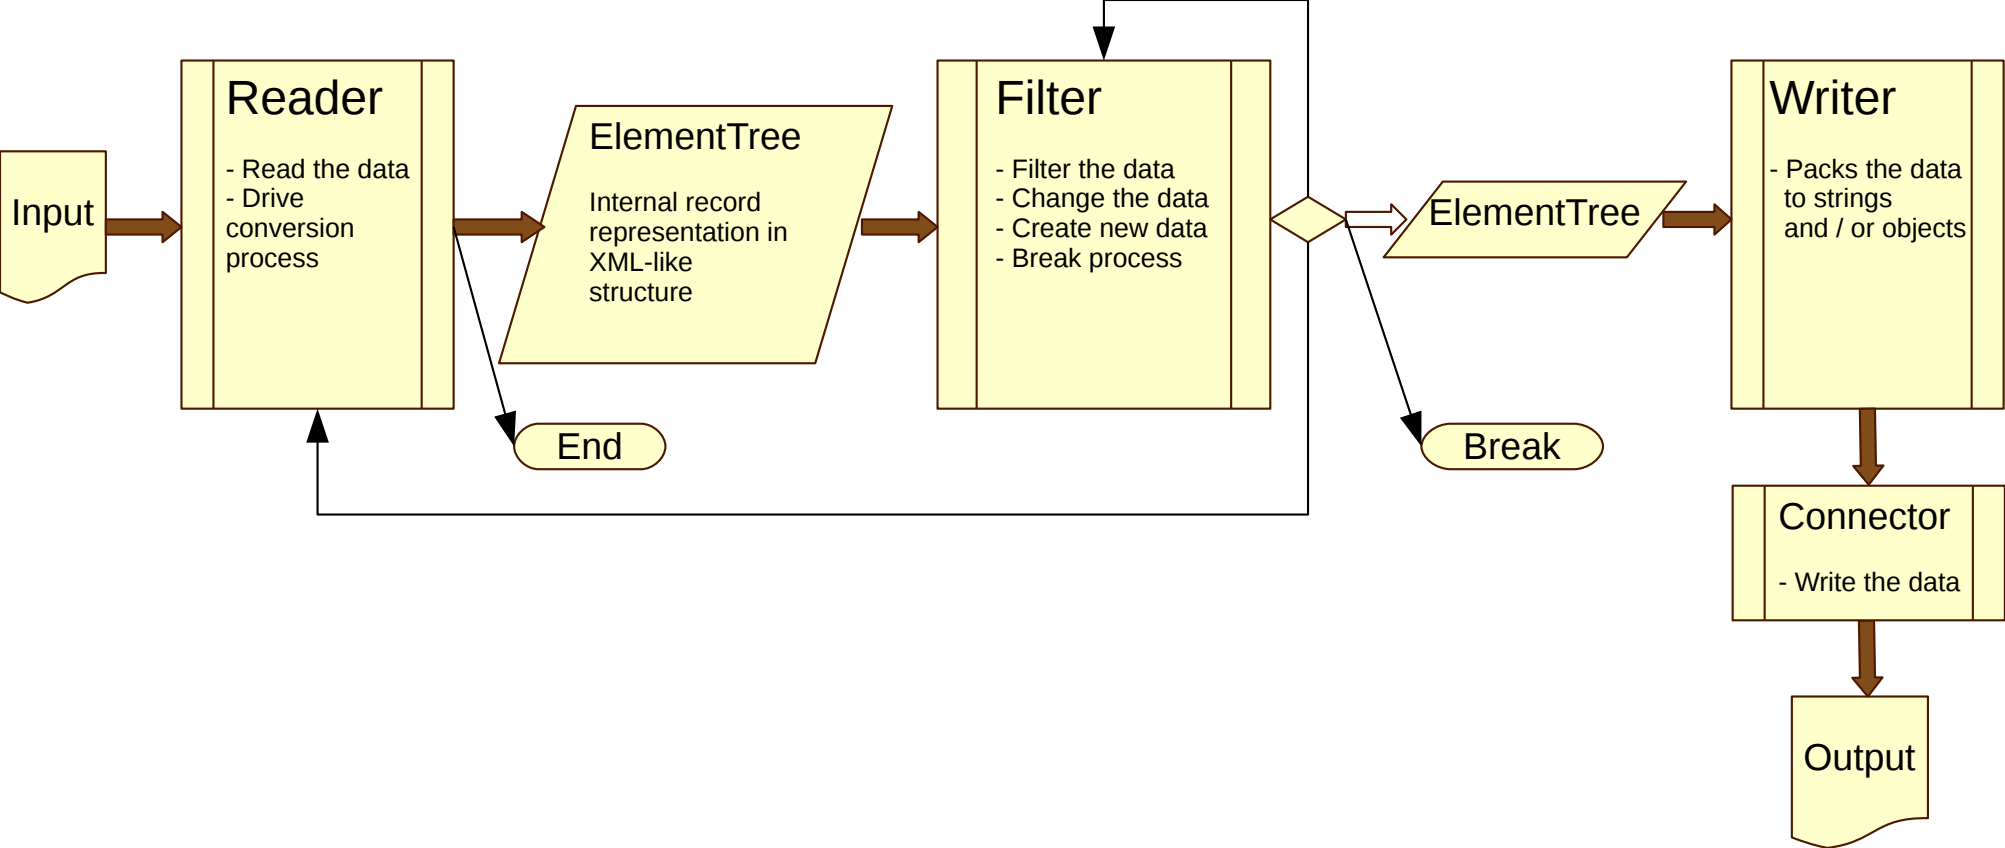 Input
Reader
- Read the data
- Drive
conversion
process
ElementTree
Internal record
representation in
XML-like
structure
End
Filter
- Filter the data
- Change the data
- Create new data
- Break process
ElementTree
Break
Writer
- Packs the data
to strings
and / or objects
Connector
- Write the data
Output